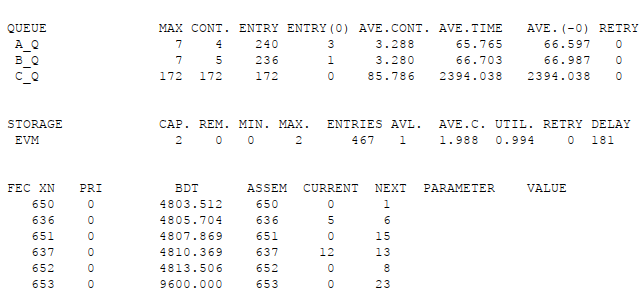 QUEUE MAX CONT. ENTRY ENTRY(0) AVE.CONT. AVE.TIME AVE.(-0) RETRY
A_Q 7 4 240 3 3.288 65.765 66.597 0
B_Q 7 5 236 1 3.280 66.703 66.987 0
C_Q 172 172 172 0 85.786 2394.038 2394.038 0
STORAGE CAP. REM. MIN. MAX. ENTRIES AVL. AVE.C. UTIL. RETRY DELAY
EVM 2 0 0 2 467 1 1.988 0.994 0 181
FEC XN PRI BDT ASSEM CURRENT NEXT PARAMETER VALUE
650 0 4803.512 650 0 1
636 0 4805.704 636 5 6
651 0 4807.869 651 0 15
637 0 4810.369 637 12 13
652 0 4813.506 652 0 8
653 0 9600.000 653 0 23